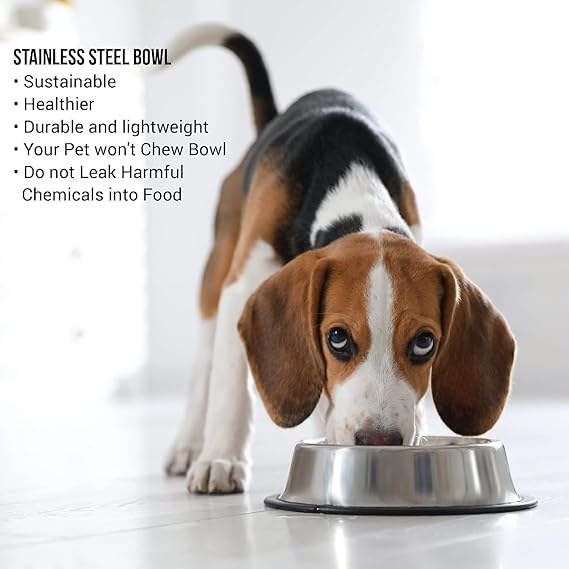 STAINLESS STEEL BOWL
• Sustainable
• Healthier
• Durable and lightweight
• Your Pet won't Chew Bowl
• Do not Leak Harmful
Chemicals into Food